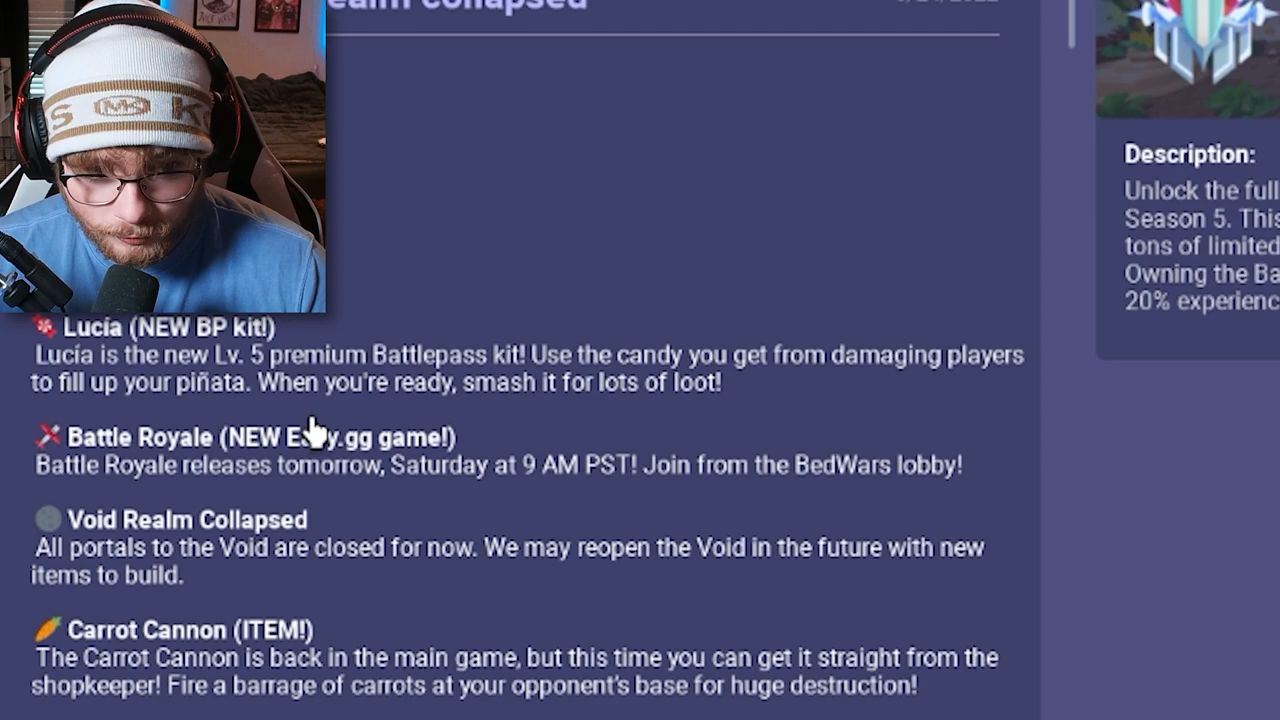 ealm collapsed
Lucía (NEW BP kit!)
Lucía is the new Lv. 5 premium Battlepass kit! Use the candy you get from damaging players
to fill up your piñata. When you're ready, smash it for lots of loot!
Battle Royale (NEW E y.gg game!)
Battle Royale releases tomorrow, Saturday at 9 AM PST! Join from the BedWars lobby!
Void Realm Collapsed
All portals to the Void are closed for now. We may reopen the Void in the future with new
items to build.
Carrot Cannon (ITEM!)
The Carrot Cannon is back in the main game, but this time you can get it straight from the
shopkeeper! Fire a barrage of carrots at your opponent's base for huge destruction!
Description:
Unlock the full
Season 5. This
tons of limited
Owning the Ba
20% experienc